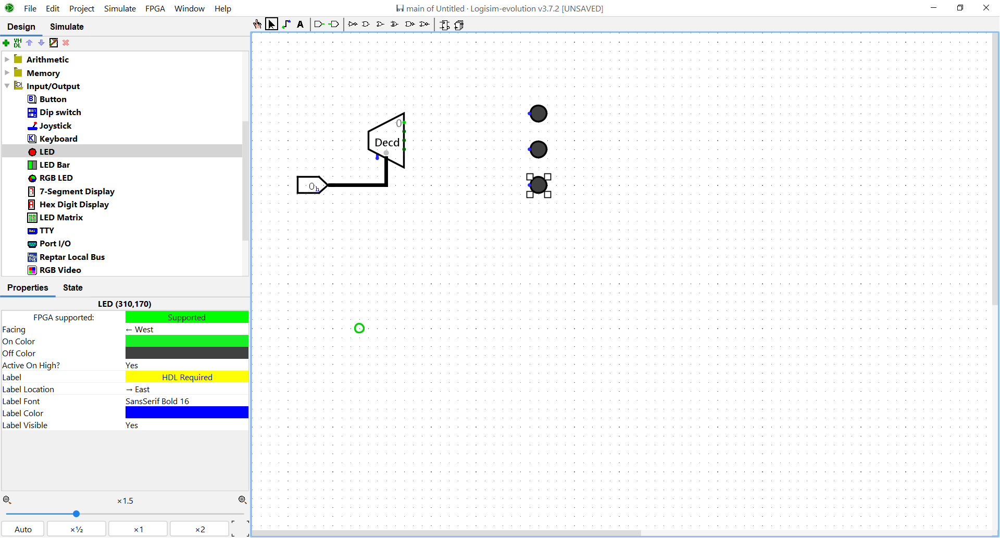 File Edit Project Simulate FPGA Window Help
main of Untitled · Logisim-evolution v3.7.2 [UNSAVED]
Design Simulate
A
VH
DL
Arithmetic
Memory
Input/Output
Button
Dip switch
Joystick
Keyboard
LED
LED Bar
RGB LED
7-Segment Display
Hex Digit Display
LED Matrix
TTY
Port I/O
Reptar Local Bus
RGB Video
0
Decd
0h
Properties State
LED (310,170)
FPGA supported: Supported
Facing ← West
On Color
Off Color
Active On High? Yes
Label HDL Required
Label Location → East
Label Font SansSerif Bold 16
Label Color
Label Visible Yes
×1.5
Auto ×½ ×1 ×2